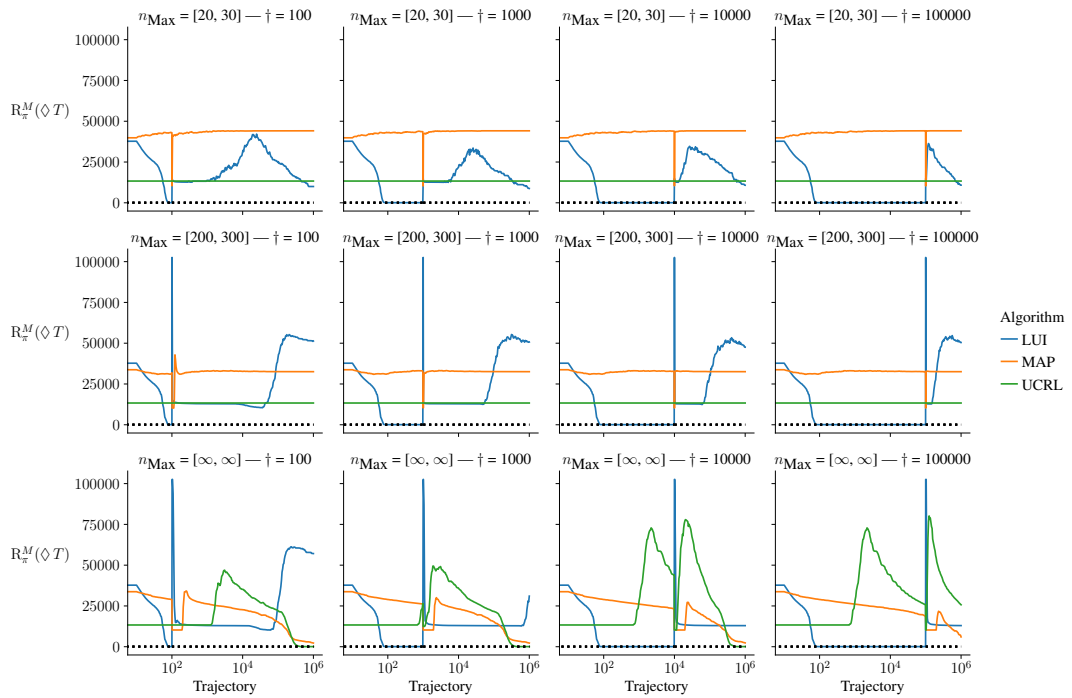 n_Max = [20, 30] — † = 100
n_Max = [20, 30] — † = 1000
n_Max = [20, 30] — † = 10000
n_Max = [20, 30] — † = 100000
100000
75000
50000
25000
0
R_π^M(◊ T)
n_Max = [200, 300] — † = 100
n_Max = [200, 300] — † = 1000
n_Max = [200, 300] — † = 10000
n_Max = [200, 300] — † = 100000
100000
75000
50000
25000
0
R_π^M(◊ T)
Algorithm
LUI
MAP
UCRL
n_Max = [∞, ∞] — † = 100
n_Max = [∞, ∞] — † = 1000
n_Max = [∞, ∞] — † = 10000
n_Max = [∞, ∞] — † = 100000
100000
75000
50000
25000
0
R_π^M(◊ T)
10^2 10^4 10^6
10^2 10^4 10^6
10^2 10^4 10^6
10^2 10^4 10^6
Trajectory
Trajectory
Trajectory
Trajectory